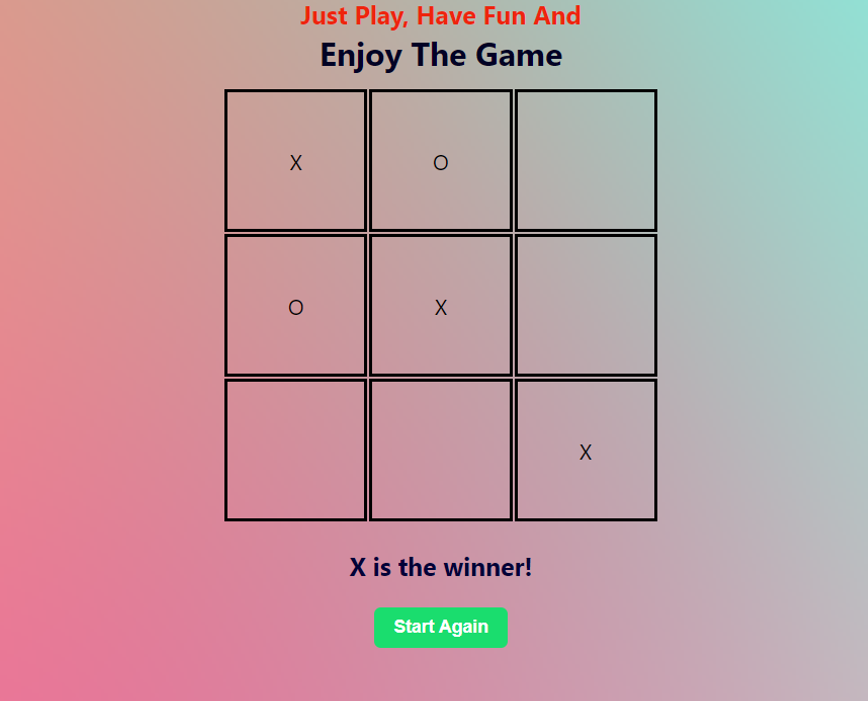 Just Play, Have Fun And
Enjoy The Game
X O
O X
X
X is the winner!
Start Again